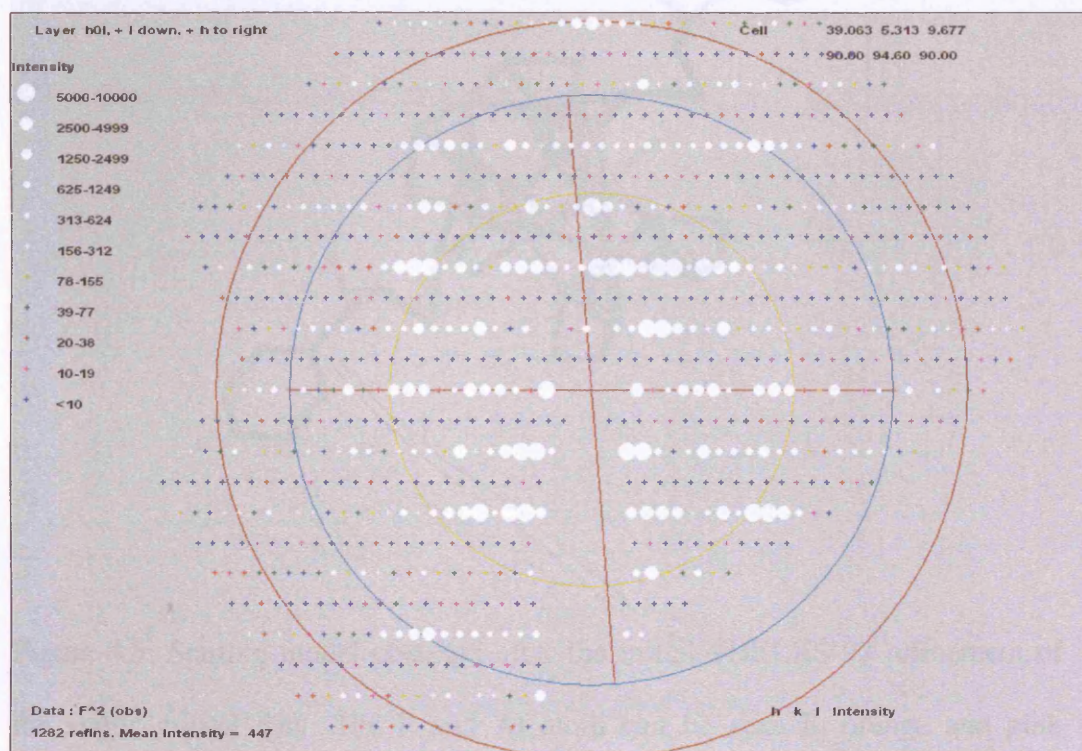 Layer h0l, + l down, + h to right
Cell 39.063 5.313 9.677
90.00 94.60 90.00
Intensity
5000-10000
2500-4999
1250-2499
625-1249
313-624
156-312
78-155
39-77
20-38
10-19
<10
Data : F^2 (obs)
h k l Intensity
1282 reflns. Mean Intensity = 447